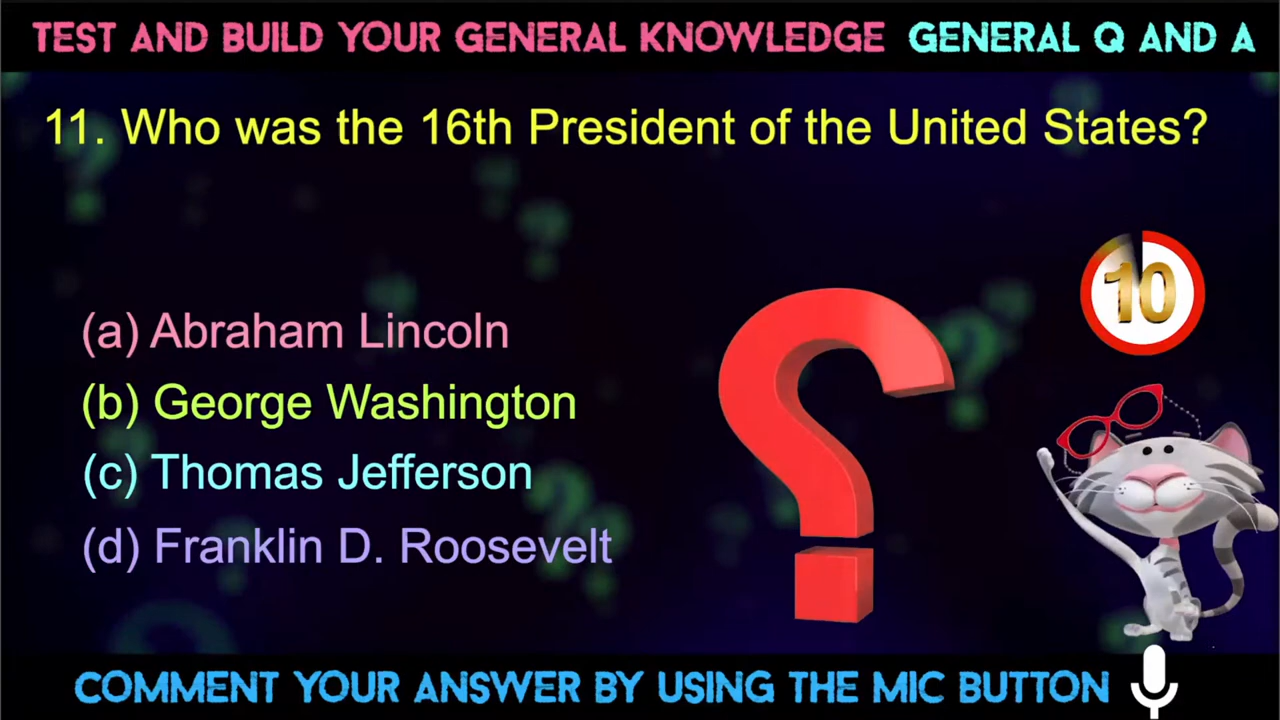 TEST AND BUILD YOUR GENERAL KNOWLEDGE GENERAL Q AND A
11. Who was the 16th President of the United States?
10
(a) Abraham Lincoln
(b) George Washington
(c) Thomas Jefferson
(d) Franklin D. Roosevelt
COMMENT YOUR ANSWER BY USING THE MIC BUTTON